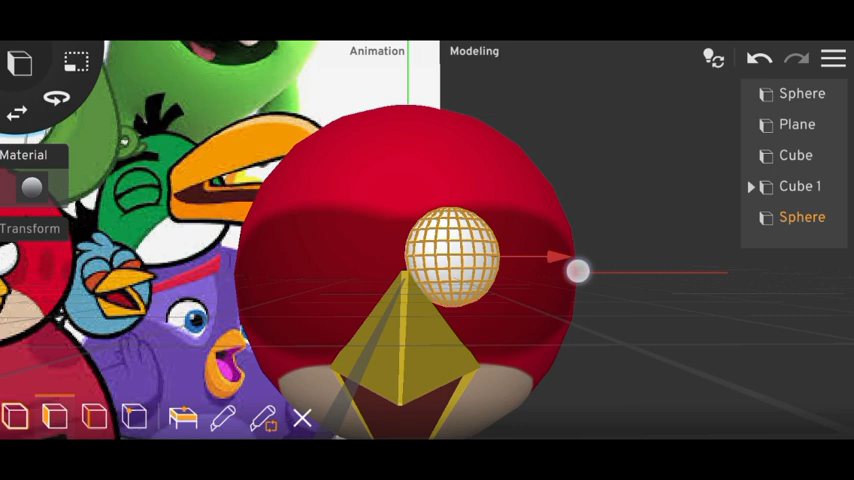 Animation
Modeling
Sphere
Plane
Cube
Cube 1
Sphere
Material
Transform